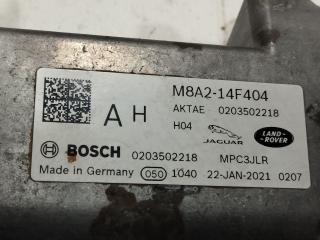 M8A2-14F404
AH
AKTAE 0203502218
H04
JAGUAR
LAND-ROVER
BOSCH 0203502218 MPC3JLR
Made in Germany 050 1040 22-JAN-2021 0207